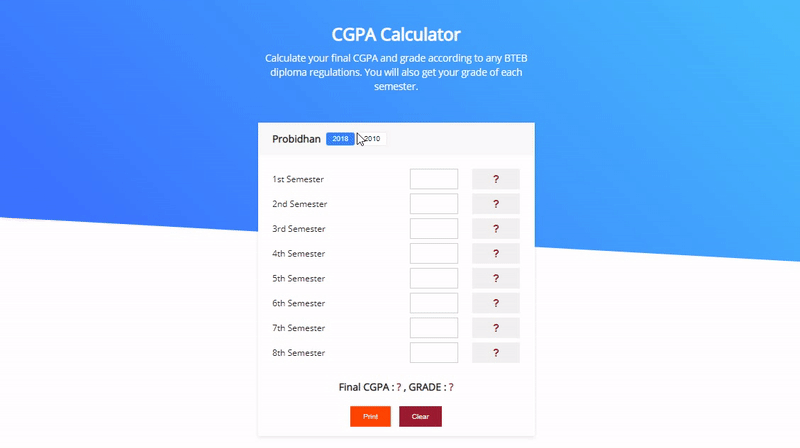 CGPA Calculator
Calculate your final CGPA and grade according to any BTEB
diploma regulations. You will also get your grade of each
semester.
Probidhan 2018 2010
1st Semester ?
2nd Semester ?
3rd Semester ?
4th Semester ?
5th Semester ?
6th Semester ?
7th Semester ?
8th Semester ?
Final CGPA : ? , GRADE : ?
Print Clear